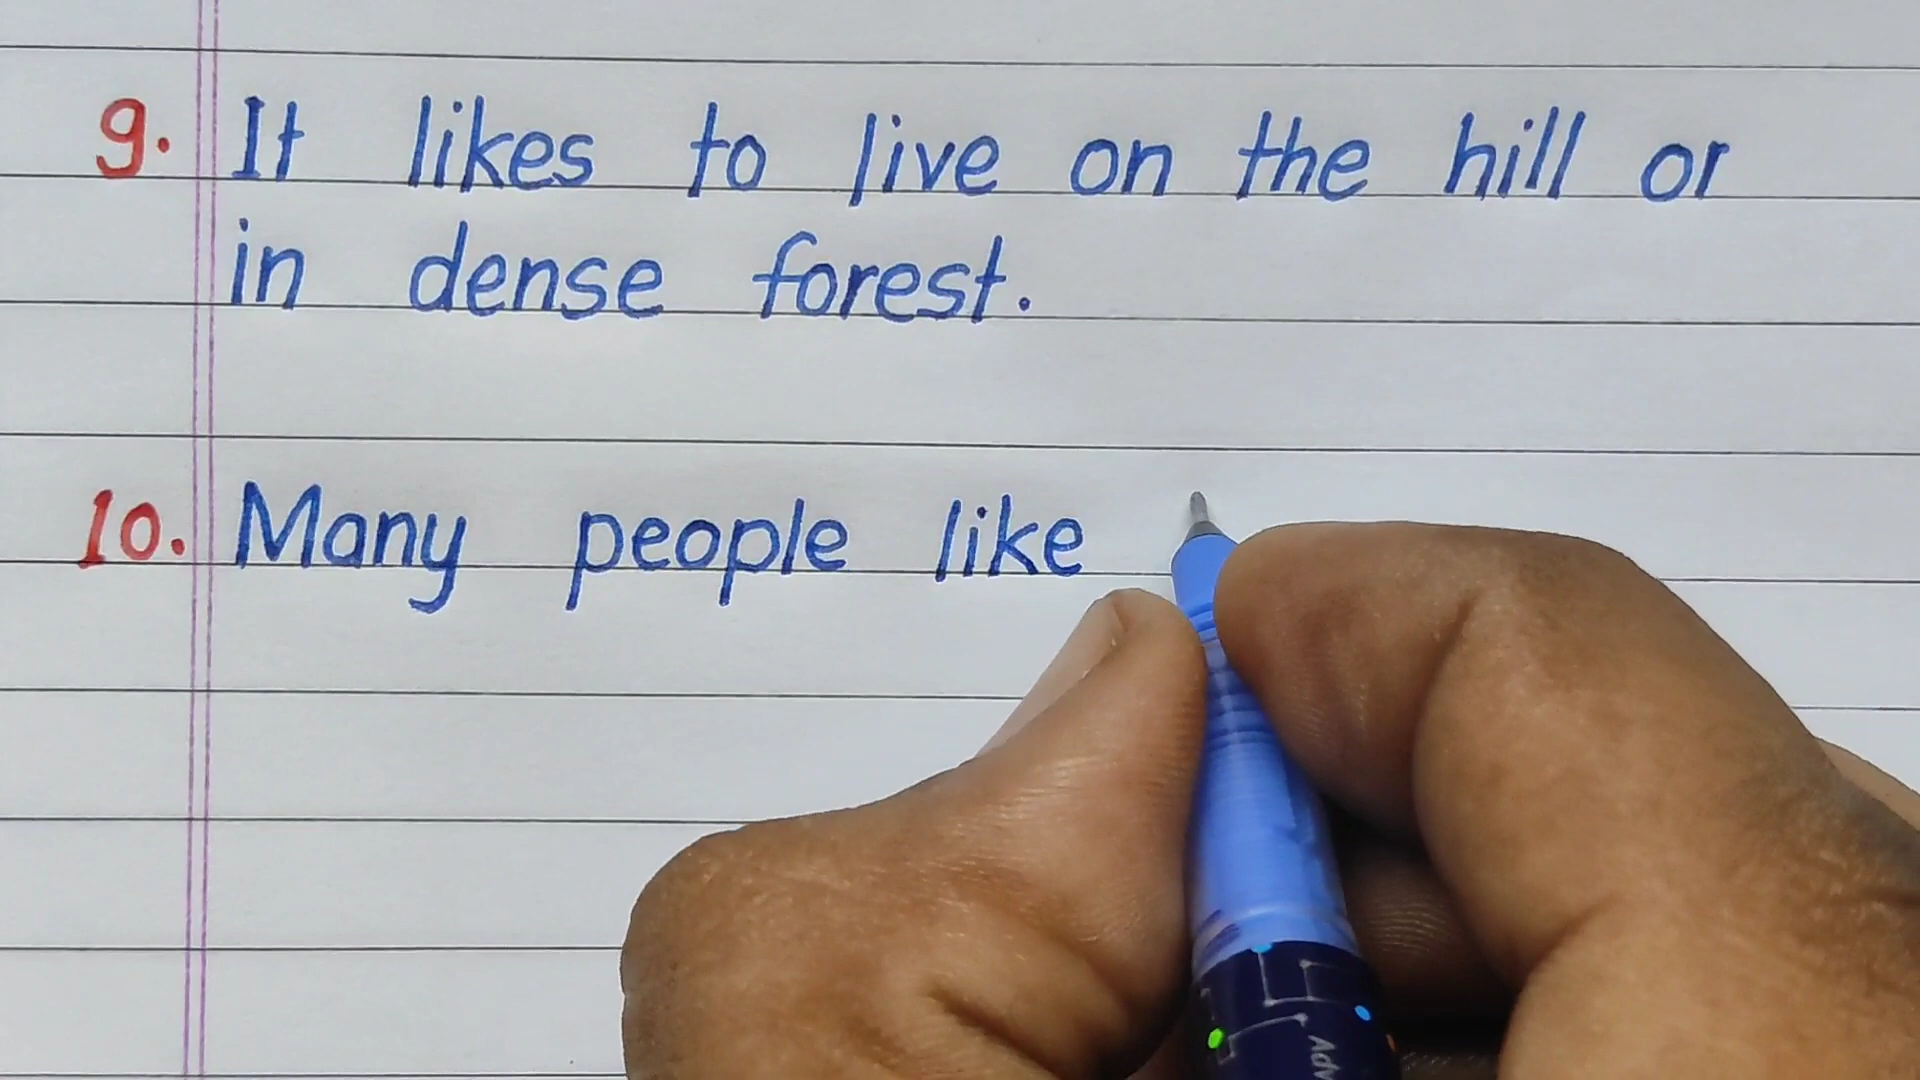 9. It likes to live on the hill or
in dense forest.
10. Many people like